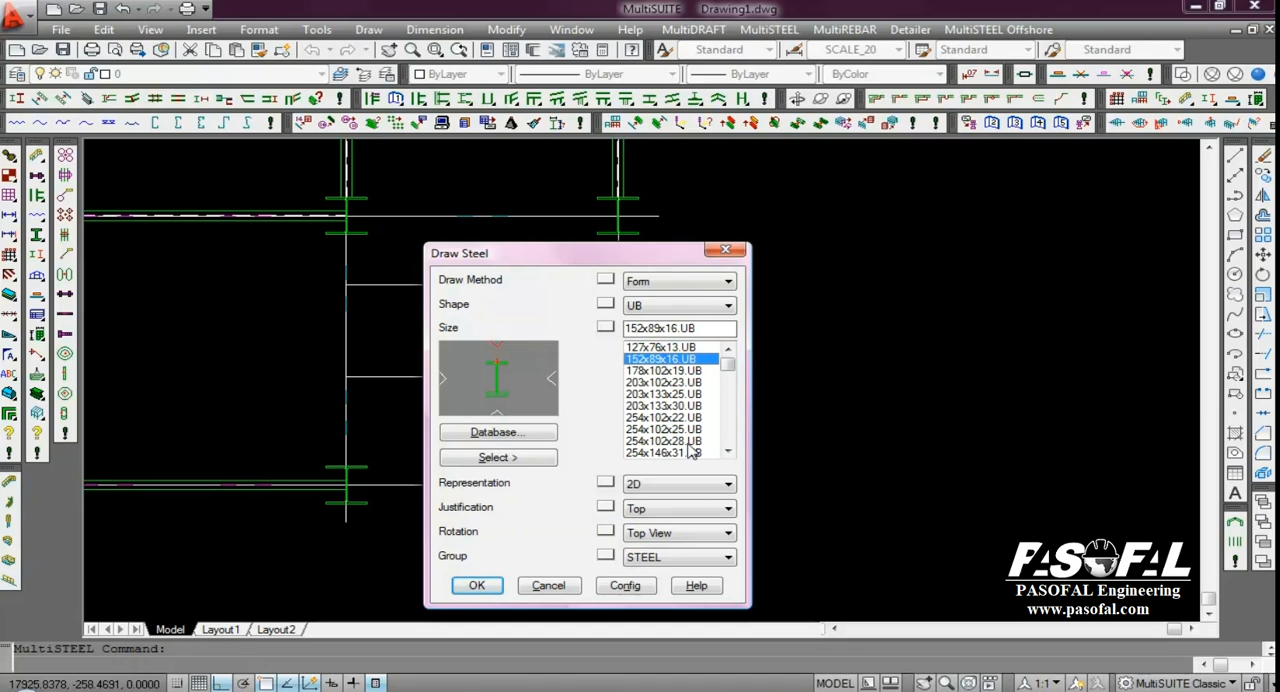 MultiSUITE Drawing1.dwg
File Edit View Insert Format Tools Draw Dimension Modify Window Help MultiDRAFT MultiSTEEL MultiREBAR Detailer MultiSTEEL Offshore
Standard SCALE_20 Standard Standard
0 ByLayer ByLayer ByLayer ByColor
Draw Steel
Draw Method Form
Shape UB
Size 152x89x16.UB
127x76x13.UB
152x89x16.UB
178x102x19.UB
203x102x23.UB
203x133x25.UB
203x133x30.UB
254x102x22.UB
254x102x25.UB
254x102x28.UB
254x146x31.UB
Database...
Select >
Representation 2D
Justification Top
Rotation Top View
Group STEEL
OK Cancel Config Help
PASOFAL
PASOFAL Engineering
www.pasofal.com
Model Layout1 Layout2
MultiSTEEL Command:
17925.8378, -258.4691, 0.0000 MODEL 1:1 MultiSUITE Classic